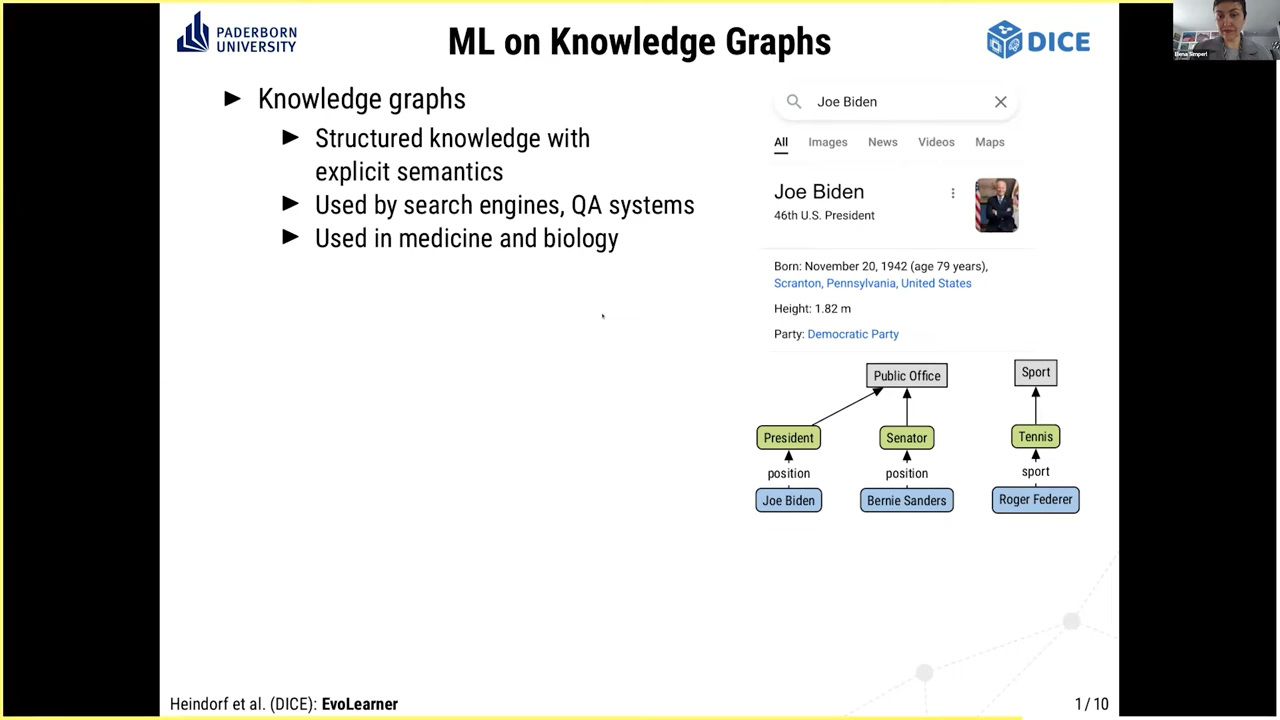 PADERBORN
UNIVERSITY
ML on Knowledge Graphs
DICE
Elena Simperl
Knowledge graphs
Structured knowledge with
explicit semantics
Used by search engines, QA systems
Used in medicine and biology
Joe Biden
All Images News Videos Maps
Joe Biden
46th U.S. President
Born: November 20, 1942 (age 79 years),
Scranton, Pennsylvania, United States
Height: 1.82 m
Party: Democratic Party
Public Office Sport
President Senator Tennis
position position sport
Joe Biden Bernie Sanders Roger Federer
Heindorf et al. (DICE): EvoLearner
1 / 10